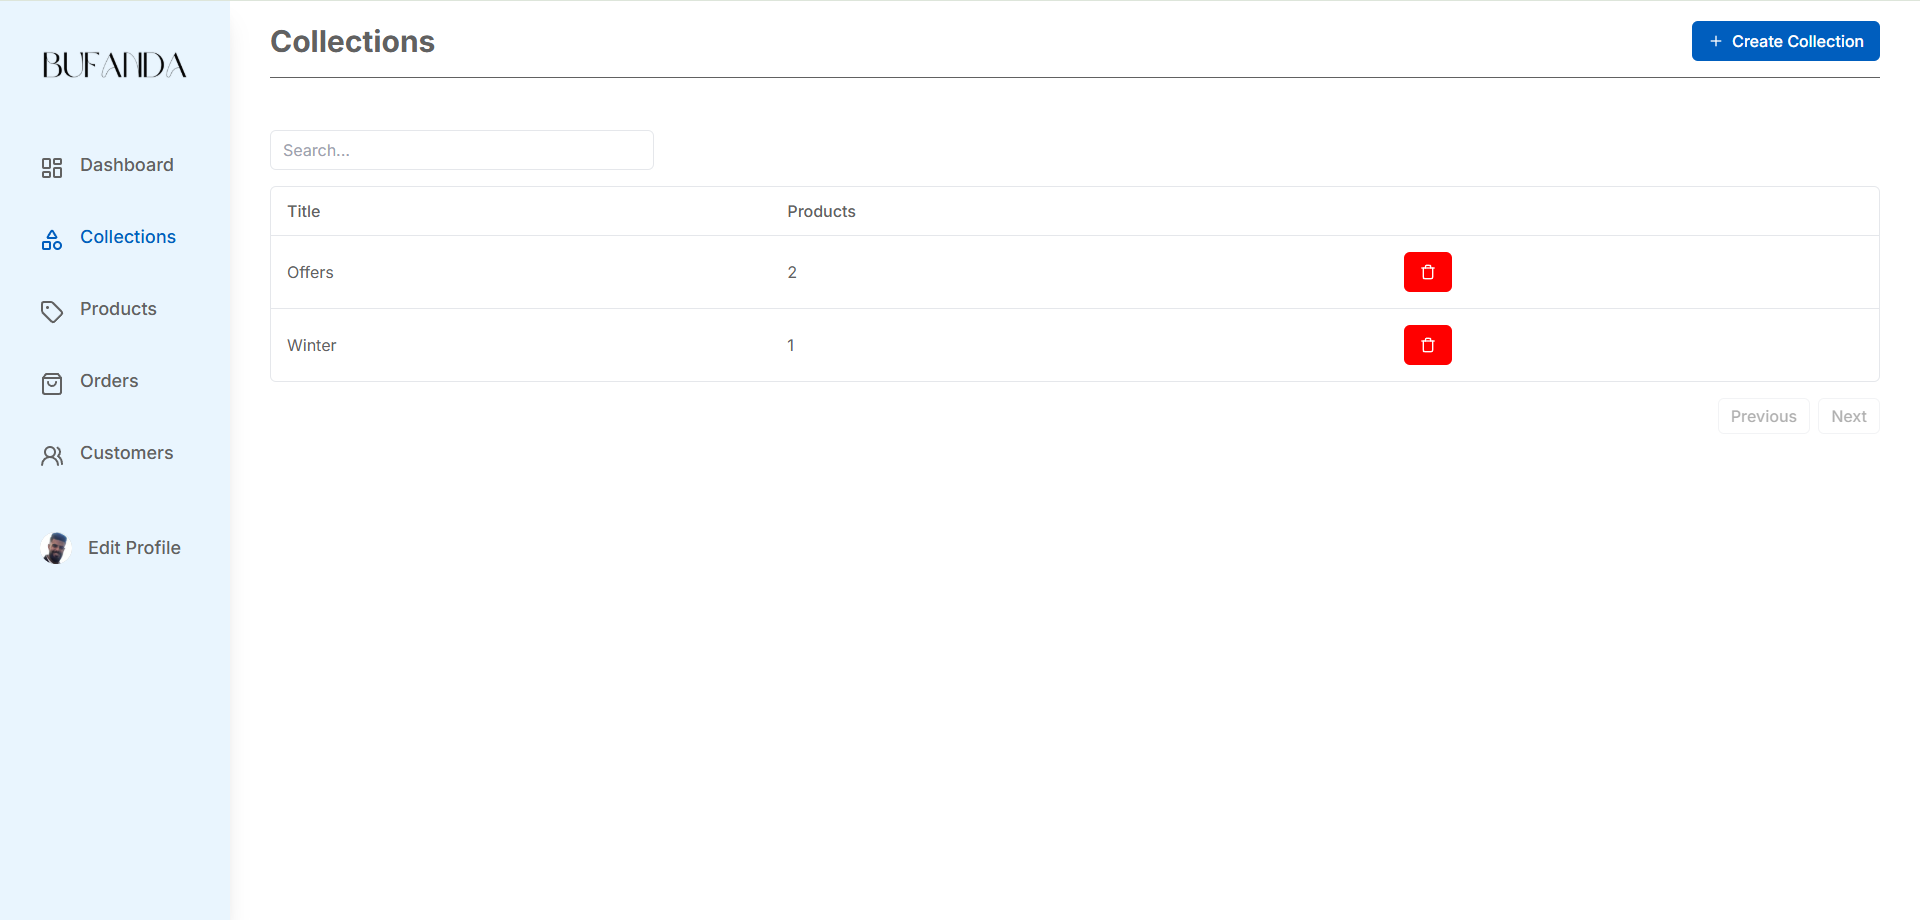 BUFANDA
Dashboard
Collections
Products
Orders
Customers
Edit Profile
Collections
+ Create Collection
Search...
Title Products
Offers 2
Winter 1
Previous Next